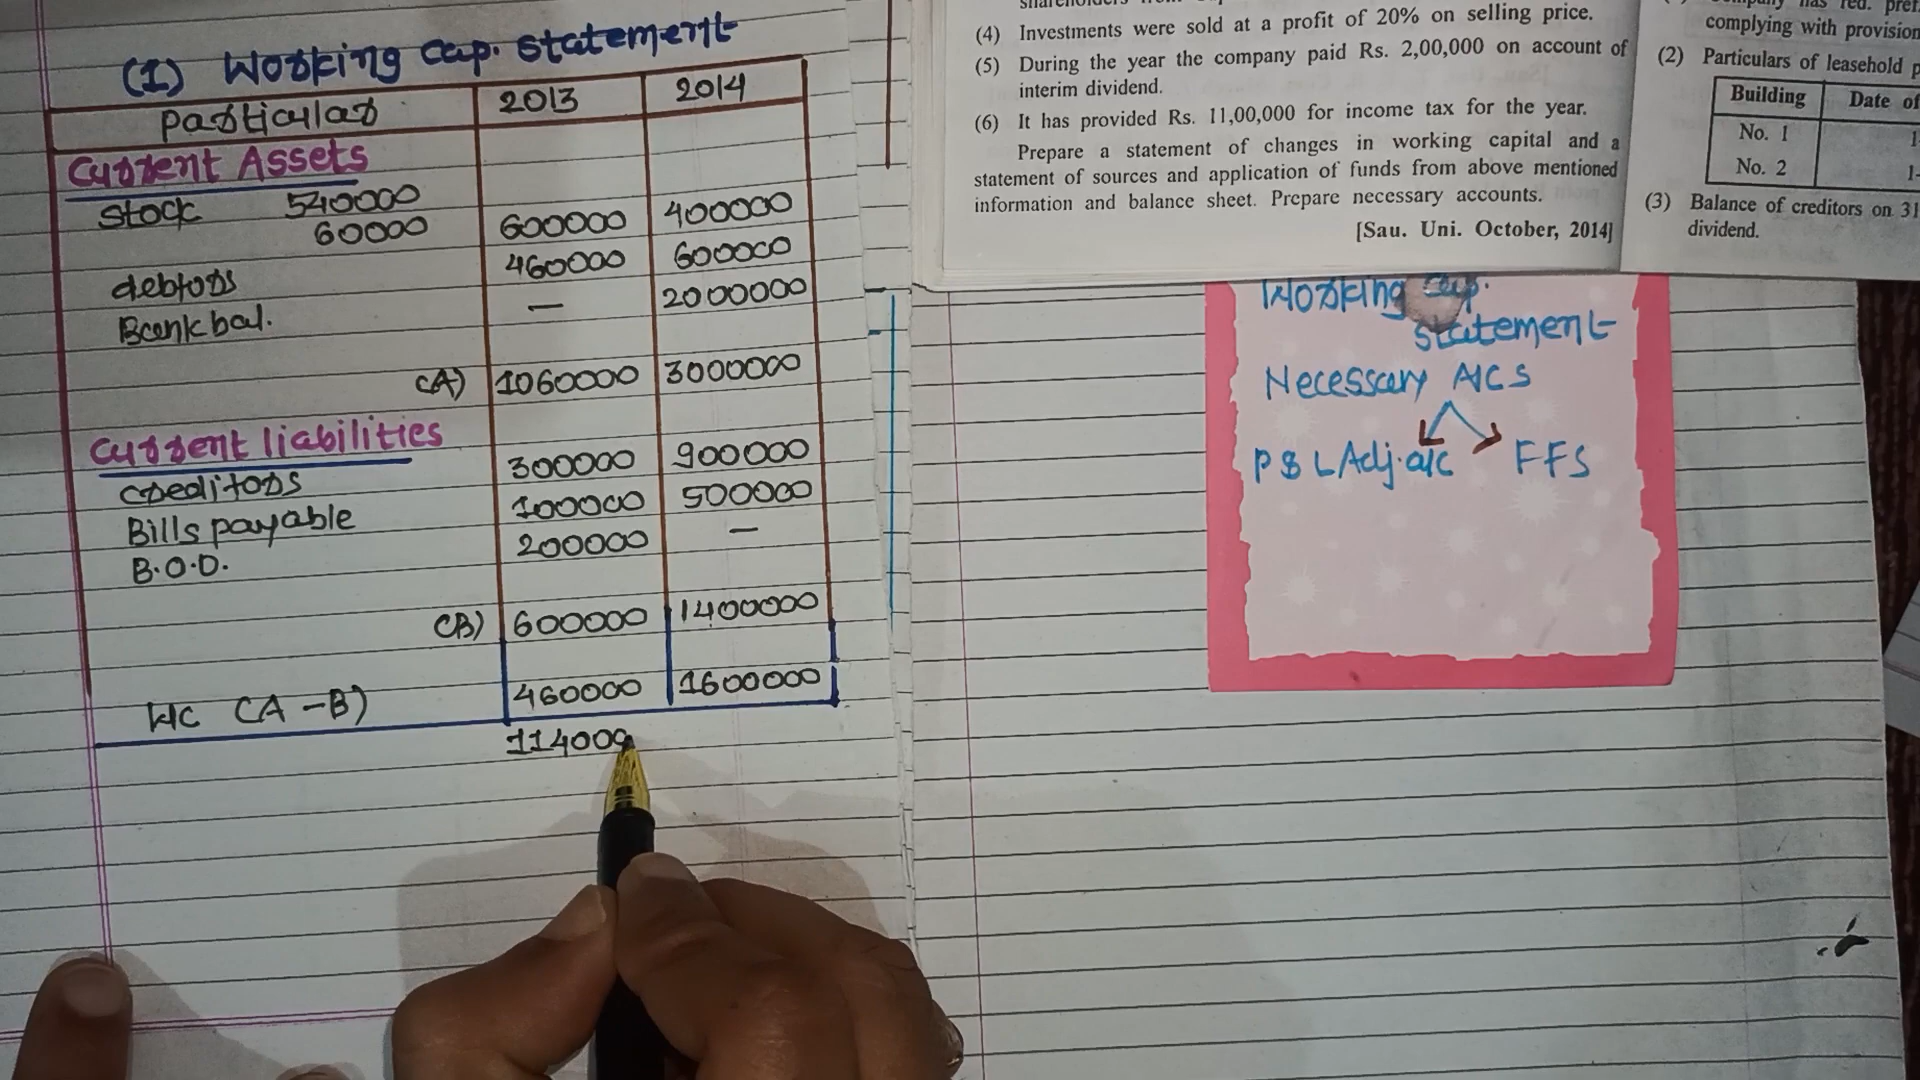 (1) Working cap. statement
Particular 2013 2014
Current Assets
Stock 540000
60000 600000 400000
debtors 460000 600000
Bank bal. — 2000000
(A) 1060000 3000000
Current liabilities
creditors 300000 900000
Bills payable 100000 500000
B.O.D. 200000 —
(B) 600000 1400000
W/C (A-B) 460000 1600000
114000
(4) Investments were sold at a profit of 20% on selling price.
(5) During the year the company paid Rs. 2,00,000 on account of
interim dividend.
(6) It has provided Rs. 11,00,000 for income tax for the year.
Prepare a statement of changes in working capital and a
statement of sources and application of funds from above mentioned
information and balance sheet. Prepare necessary accounts.
[Sau. Uni. October, 2014]
complying with provision
(2) Particulars of leasehold
Building Date of
No. 1
No. 2
(3) Balance of creditors on 31
dividend.
Working cap.
statement
Necessary A/C S
P & L Adj. a/c FFS